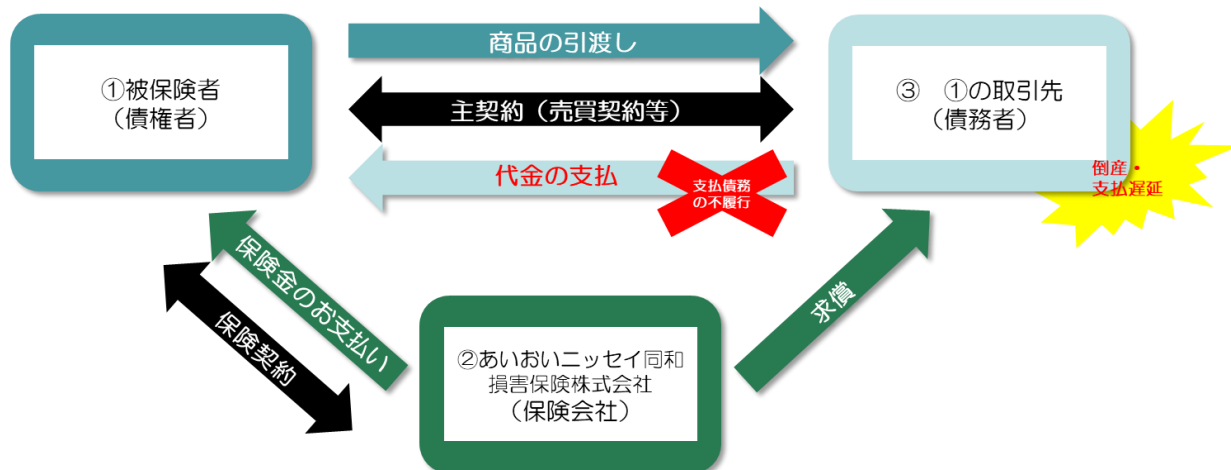 商品の引渡し
①被保険者
（債権者）
主契約（売買契約等）
③　①の取引先
（債務者）
代金の支払
支払債務
の不履行
倒産・
支払遅延
保険金のお支払い
保険契約
求償
②あいおいニッセイ同和
損害保険株式会社
（保険会社）